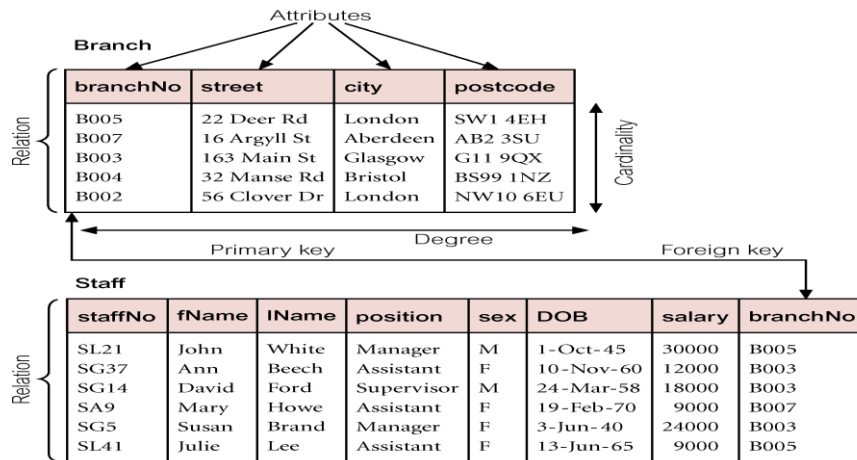 Attributes
Branch
branchNo street city postcode
B005 22 Deer Rd London SW1 4EH
B007 16 Argyll St Aberdeen AB2 3SU
B003 163 Main St Glasgow G11 9QX
B004 32 Manse Rd Bristol BS99 1NZ
B002 56 Clover Dr London NW10 6EU
Relation
Cardinality
Degree
Primary key Foreign key
Staff
staffNo fName lName position sex DOB salary branchNo
SL21 John White Manager M 1-Oct-45 30000 B005
SG37 Ann Beech Assistant F 10-Nov-60 12000 B003
SG14 David Ford Supervisor M 24-Mar-58 18000 B003
SA9 Mary Howe Assistant F 19-Feb-70 9000 B007
SG5 Susan Brand Manager F 3-Jun-40 24000 B003
SL41 Julie Lee Assistant F 13-Jun-65 9000 B005
Relation